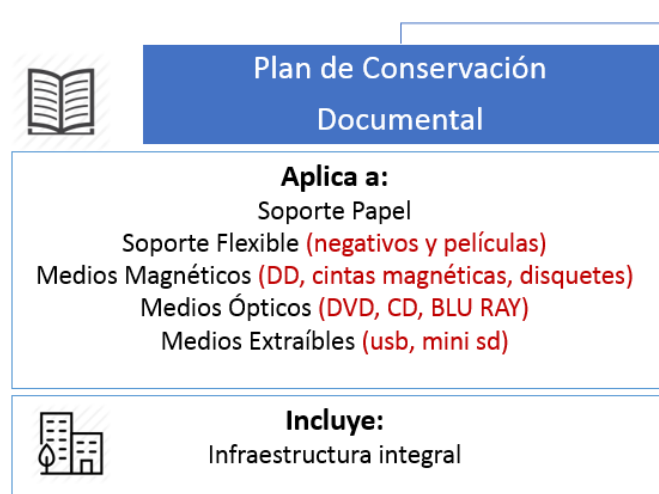 Plan de Conservación
Documental
Aplica a:
Soporte Papel
Soporte Flexible (negativos y películas)
Medios Magnéticos (DD, cintas magnéticas, disquetes)
Medios Ópticos (DVD, CD, BLU RAY)
Medios Extraíbles (usb, mini sd)
Incluye:
Infraestructura integral